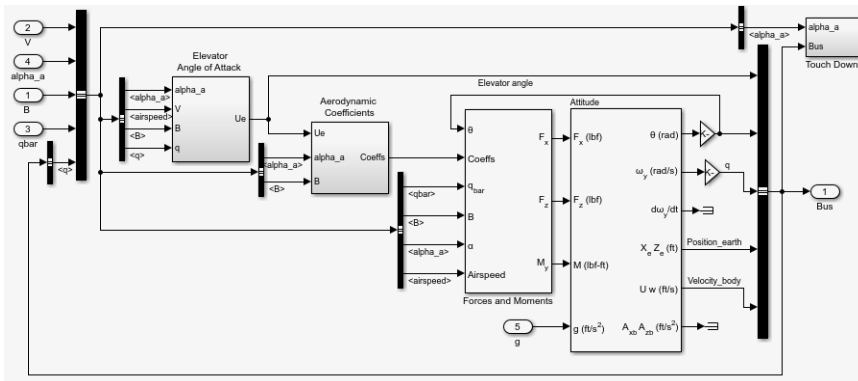 2
V
4
alpha_a
1
B
3
qbar
<q>
Elevator
Angle of Attack
alpha_a
V
B
q
Ue
<alpha_a>
<airspeed>
<B>
<q>
Aerodynamic
Coefficients
Ue
alpha_a
B
Coeffs
<alpha_a>
<B>
<qbar>
<B>
<alpha_a>
<airspeed>
θ
Coeffs
q_bar
B
α
Airspeed
F_x
F_z
M_y
Forces and Moments
5
g
Elevator angle
Attitude
F_x (lbf)
F_z (lbf)
M (lbf-ft)
g (ft/s²)
θ (rad)
ω_y (rad/s)
dω_y/dt
X_e Z_e (ft)
U w (ft/s)
A_xb A_zb (ft/s²)
K-
K-
q
Position_earth
Velocity_body
<alpha_a>
alpha_a
Bus
Touch Down
1
Bus